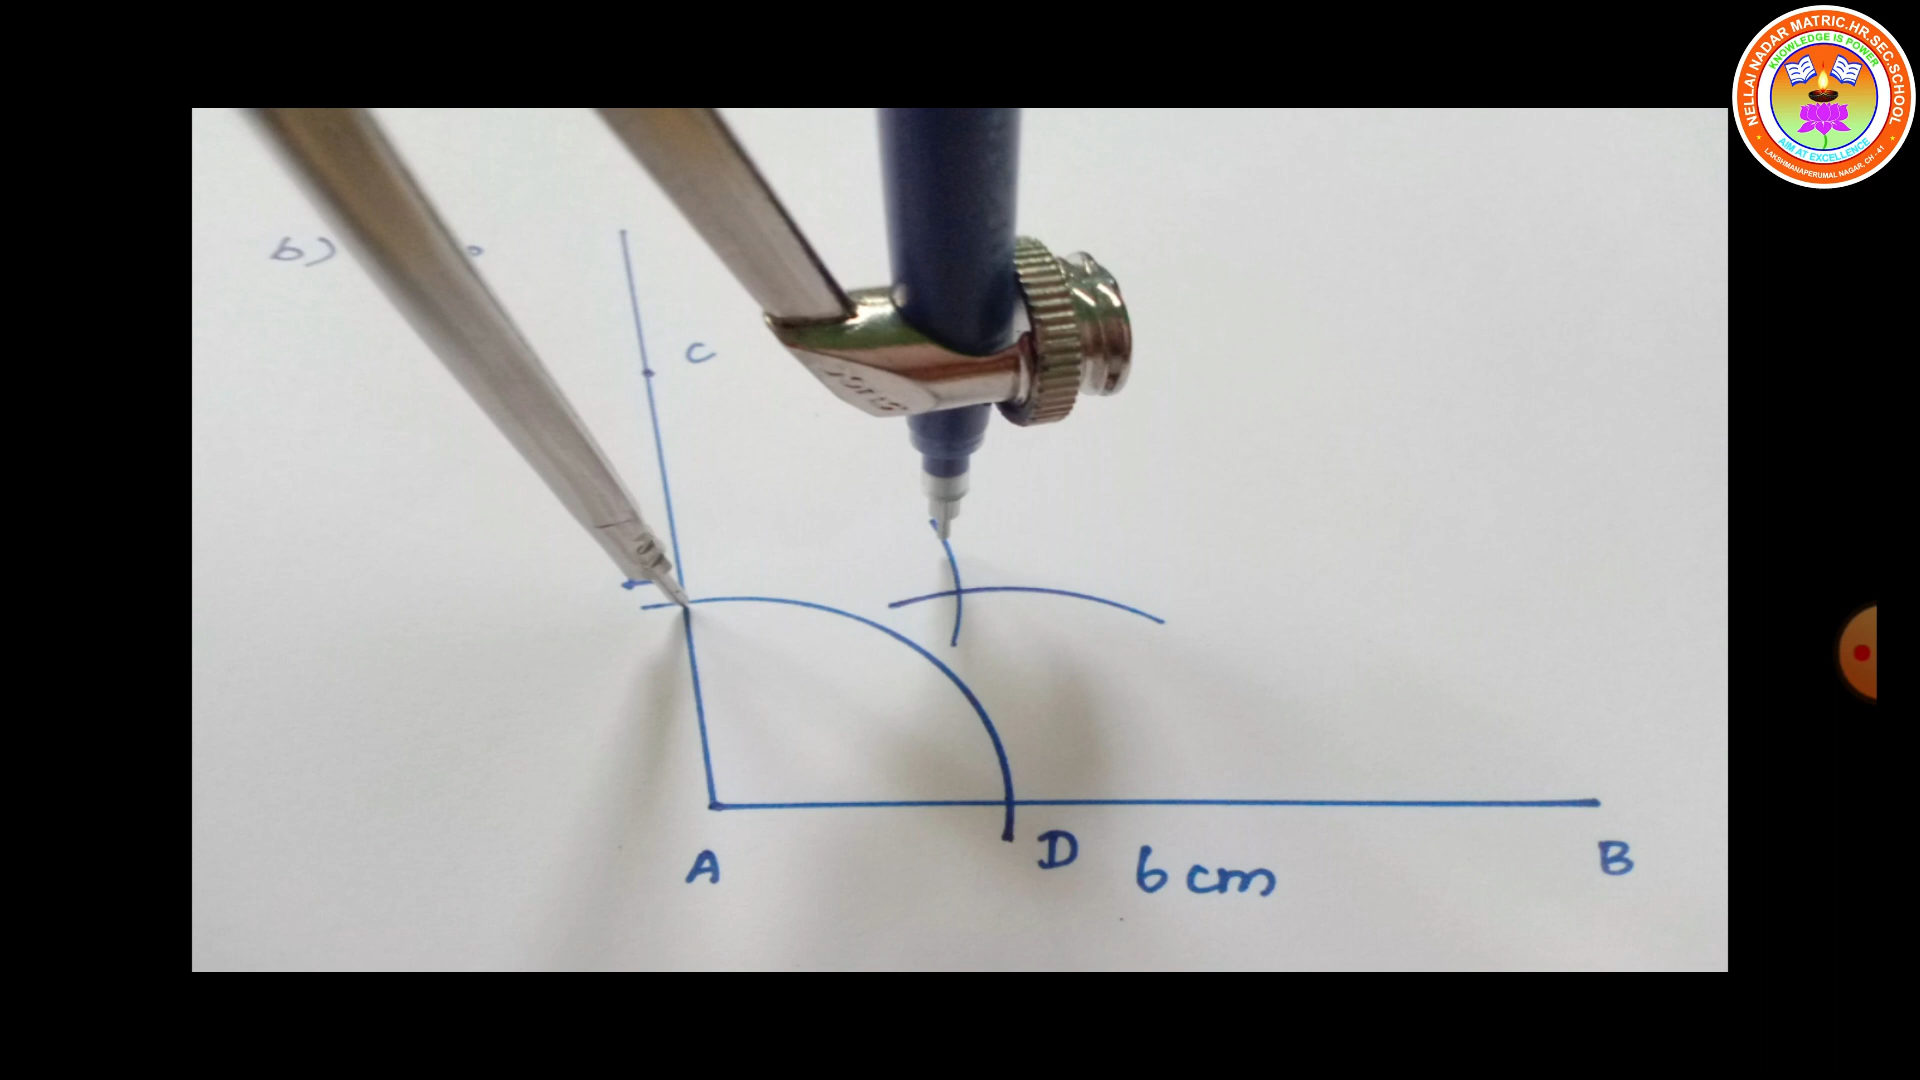 NELLAI NADAR MATRIC.HR.SEC.SCHOOL
KNOWLEDGE IS POWER
AIM AT EXCELLENCE
LAKSHMANAPERUMAL NAGAR, CH - 41
b)
C
A
D
6 cm
B